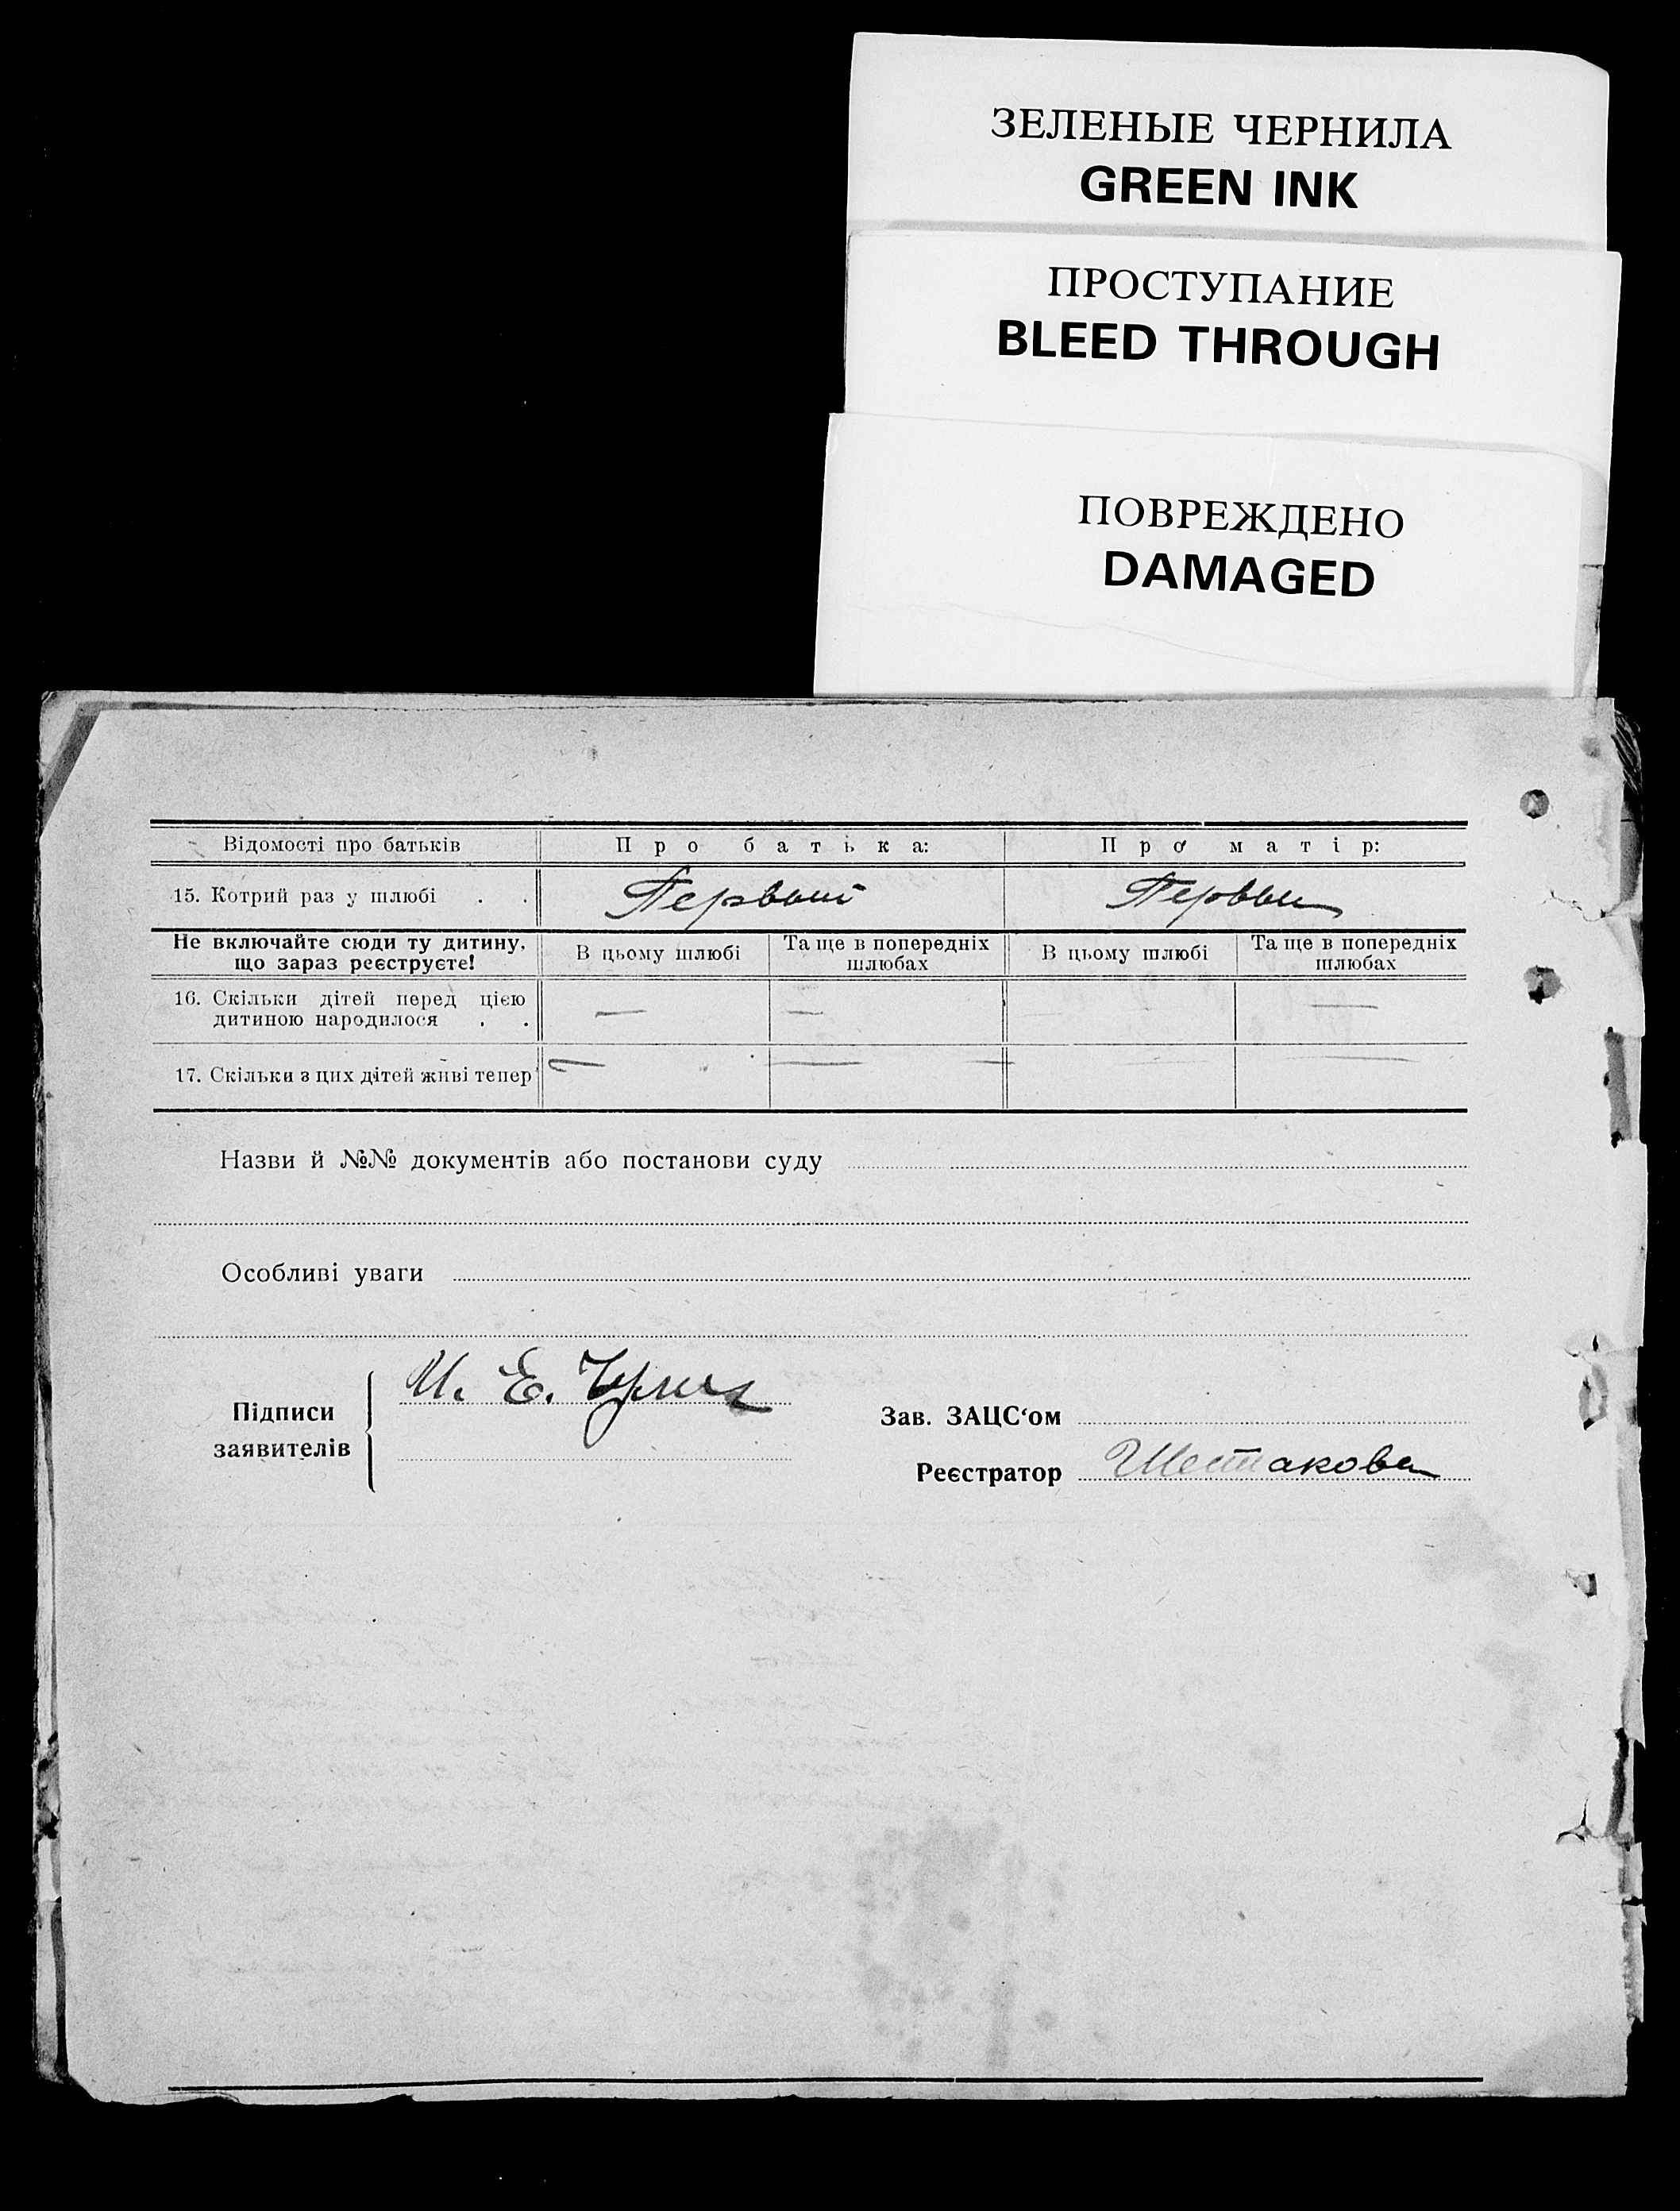 ЗЕЛЕНЫЕ ЧЕРНИЛА
GREEN INK
ПРОСТУПАНИЕ
BLEED THROUGH
ПОВРЕЖДЕНО
DAMAGED
Відомості про батьків Про батька: Про матір:
15. Котрий раз у шлюбі . . Первый Первый
Не включайте сюди ту дитину, що зараз реєструєте! В цьому шлюбі Та ще в попередніх шлюбах В цьому шлюбі Та ще в попередніх шлюбах
16. Скільки дітей перед цією дитиною народилося . . — — —
17. Скільки з цих дітей живі тепер — — — —
Назви й №№ документів або постанови суду
Особливі уваги
Підписи заявителів И. Е.
Зав. ЗАЦС‘ом
Реєстратор Шестакова